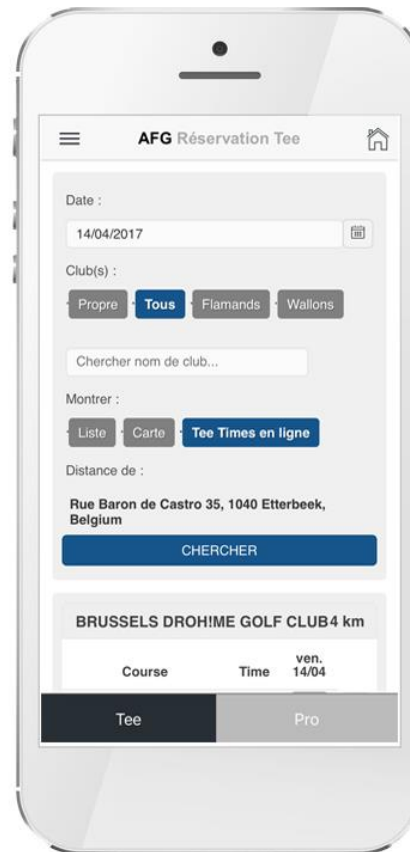 AFG Réservation Tee
Date :
14/04/2017
Club(s) :
Propre Tous Flamands Wallons
Chercher nom de club...
Montrer :
Liste Carte Tee Times en ligne
Distance de :
Rue Baron de Castro 35, 1040 Etterbeek,
Belgium
CHERCHER
BRUSSELS DROH!ME GOLF CLUB 4 km
Course Time ven.
14/04
Tee Pro